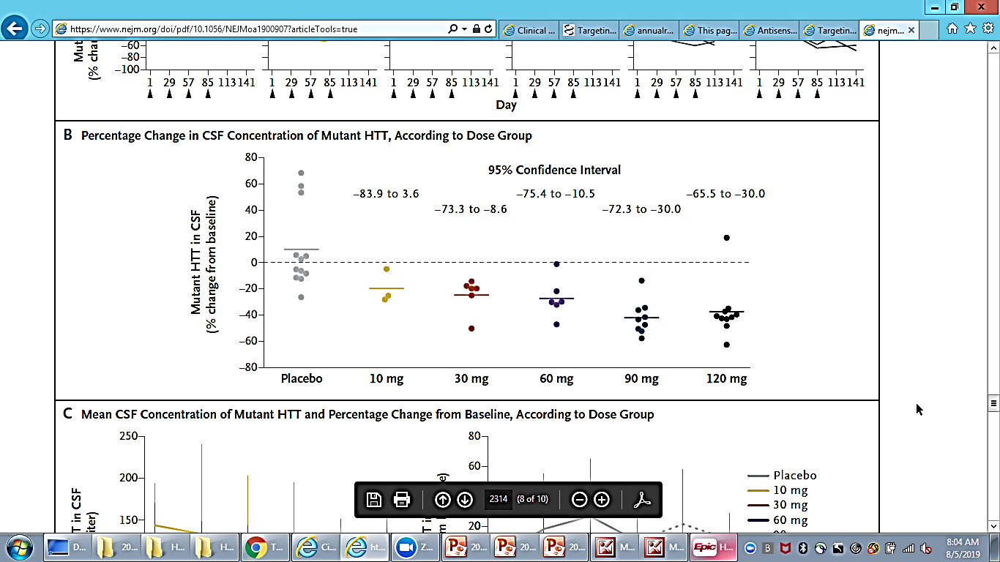 https://www.nejm.org/doi/pdf/10.1056/NEJMoa1900907?articleTools=true
Clinical ... Targetin... annualr... This pag... Antisens... Targetin... nejm...
Mut
(% char
−60
−80
−100
1 29 57 85 113 141 1 29 57 85 113 141 1 29 57 85 113 141 1 29 57 85 113 141 1 29 57 85 113 141 1 29 57 85 113 141
Day
B Percentage Change in CSF Concentration of Mutant HTT, According to Dose Group
Mutant HTT in CSF
(% change from baseline)
80
60
40
20
0
−20
−40
−60
−80
95% Confidence Interval
−83.9 to 3.6 −75.4 to −10.5 −65.5 to −30.0
−73.3 to −8.6 −72.3 to −30.0
Placebo 10 mg 30 mg 60 mg 90 mg 120 mg
C Mean CSF Concentration of Mutant HTT and Percentage Change from Baseline, According to Dose Group
T in CSF
iter)
250
200
150
80
60
20
Placebo
10 mg
30 mg
60 mg
2314 (8 of 10)
D... 20... H... H... T... Ci... ht... Z... 20... 20... 20... M... M... Epic H...
8:04 AM
8/5/2019